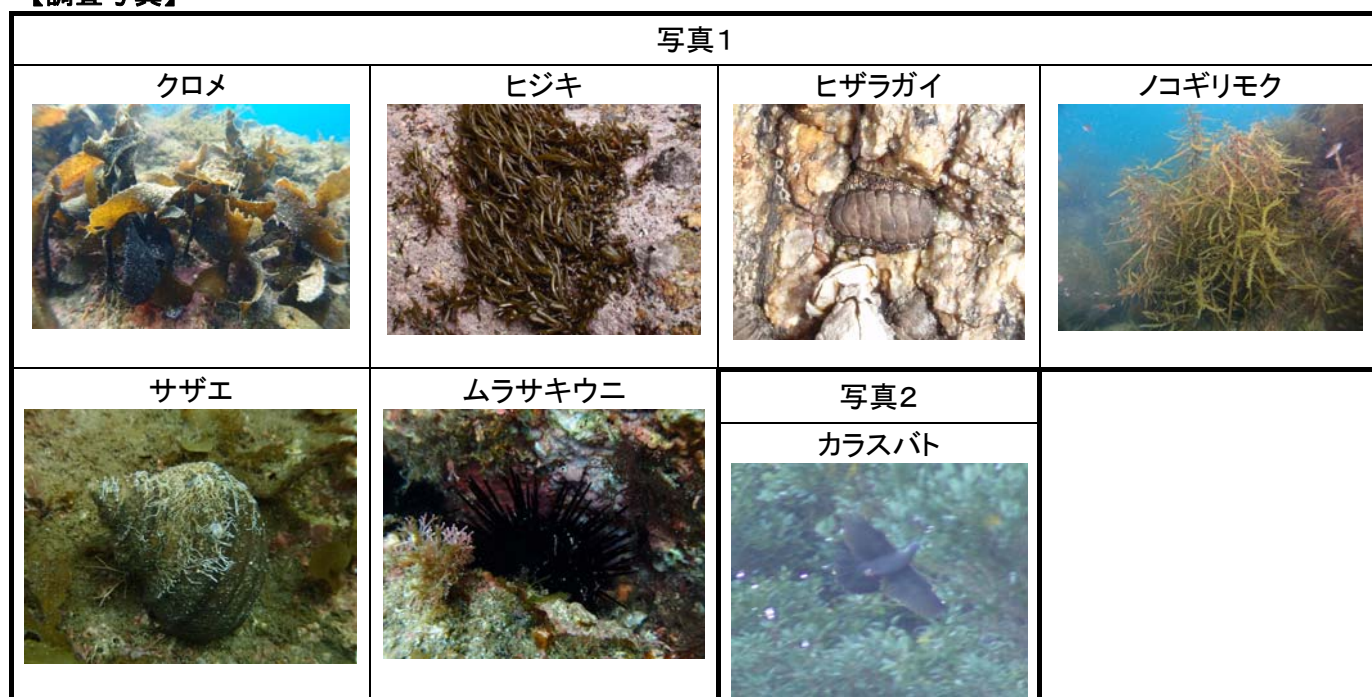 【調査写真】
写真1
クロメ
ヒジキ
ヒザラガイ
ノコギリモク
サザエ
ムラサキウニ
写真2
カラスバト